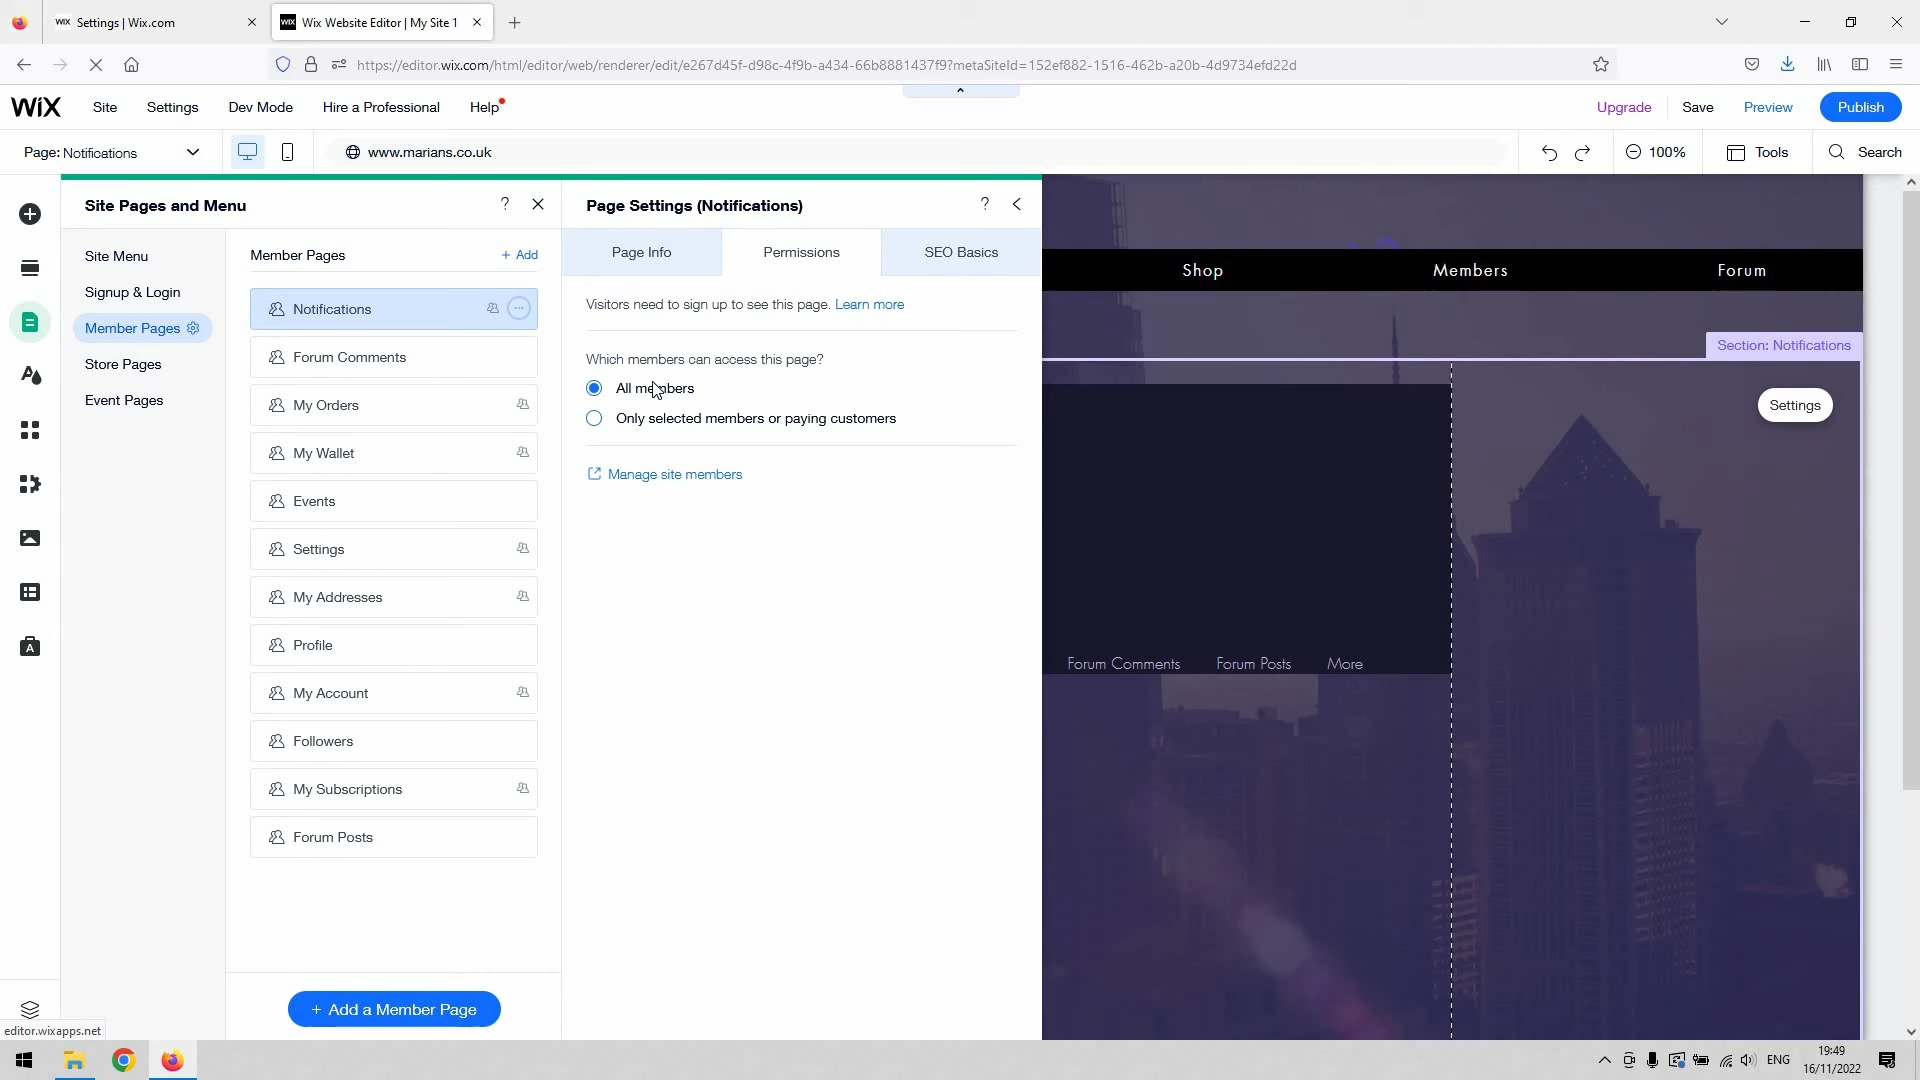 WIX Settings | Wix.com
WIX Wix Website Editor | My Site 1
https://editor.wix.com/html/editor/web/renderer/edit/e267d45f-d98c-4f9b-a434-66b8881437f9?metaSiteId=152ef882-1516-462b-a20b-4d9734efd22d
WIX Site Settings Dev Mode Hire a Professional Help Upgrade Save Preview Publish
Page: Notifications www.marians.co.uk 100% Tools Search
Site Pages and Menu ?
Page Settings (Notifications) ?
Site Menu
Signup & Login
Member Pages
Store Pages
Event Pages
Member Pages + Add
Notifications
Forum Comments
My Orders
My Wallet
Events
Settings
My Addresses
Profile
My Account
Followers
My Subscriptions
Forum Posts
+ Add a Member Page
Page Info Permissions SEO Basics
Visitors need to sign up to see this page. Learn more
Which members can access this page?
All members
Only selected members or paying customers
Manage site members
Shop Members Forum
Section: Notifications
Settings
Forum Comments Forum Posts More
editor.wixapps.net
ENG
19:49
16/11/2022